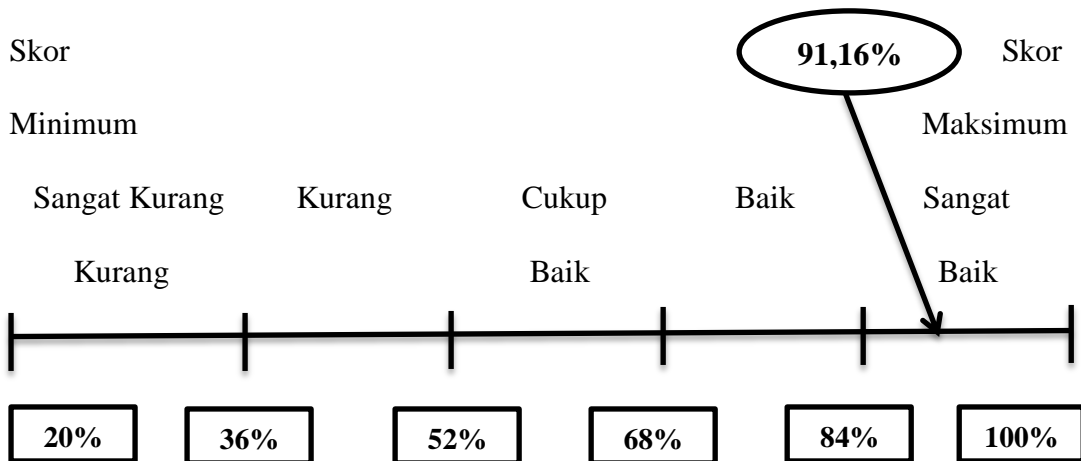 Skor 91,16% Skor
Minimum Maksimum
Sangat Kurang Kurang Cukup Baik Sangat
Kurang Baik Baik
20% 36% 52% 68% 84% 100%